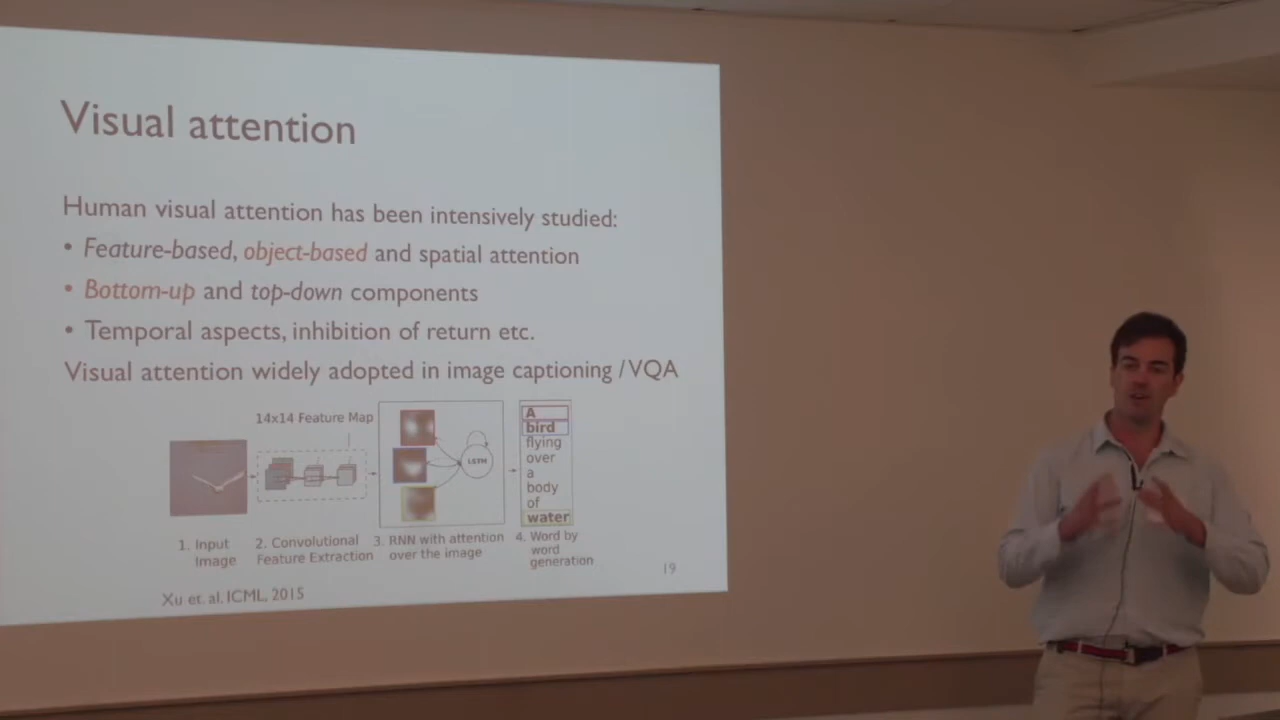 Visual attention
Human visual attention has been intensively studied:
• Feature-based, object-based and spatial attention
• Bottom-up and top-down components
• Temporal aspects, inhibition of return etc.
Visual attention widely adopted in image captioning / VQA
14x14 Feature Map
LSTM
A
bird
flying
over
a
body
of
water
1. Input
Image
2. Convolutional
Feature Extraction
3. RNN with attention
over the image
4. Word by
word
generation
Xu et. al. ICML, 2015
19